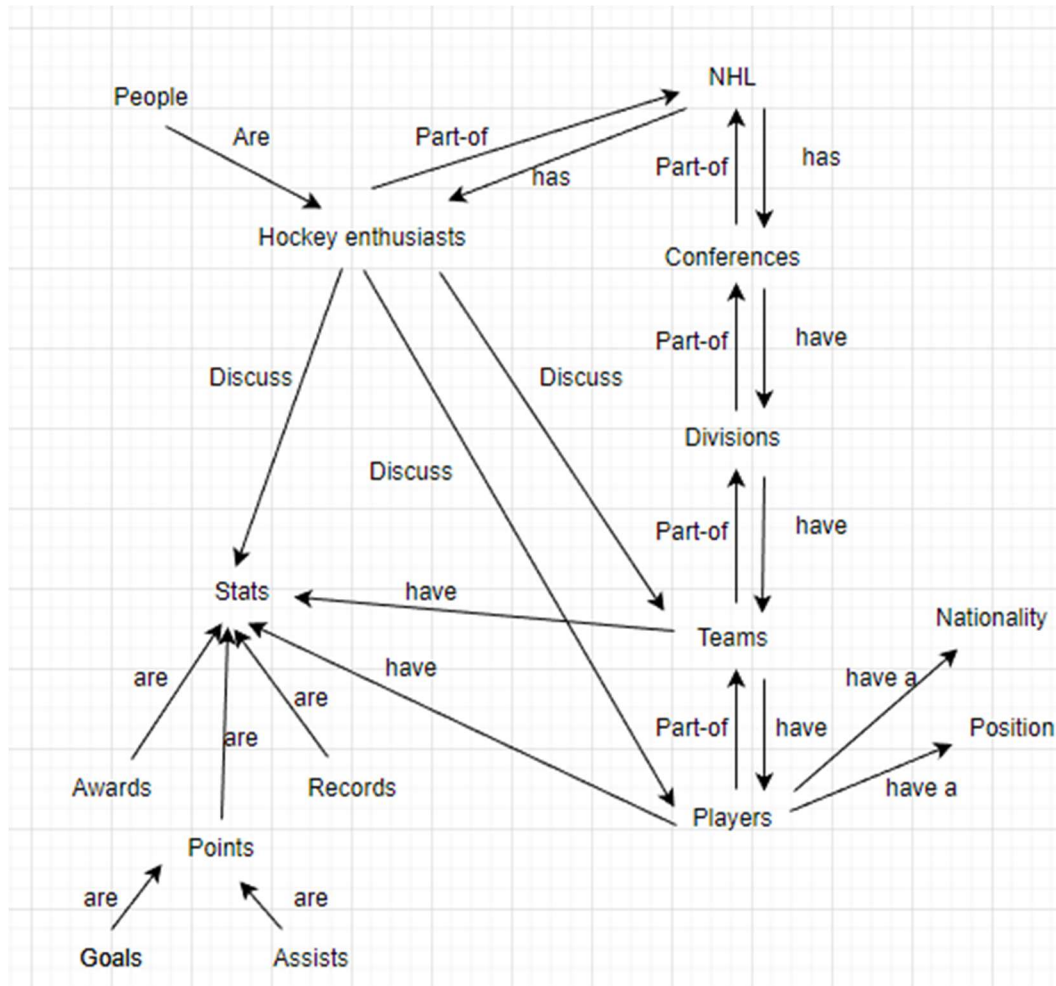 NHL
People
Are
Part-of
has
Part-of
has
Hockey enthusiasts
Conferences
Part-of
have
Discuss
Discuss
Divisions
Discuss
Part-of
have
Stats
have
Nationality
Teams
have
are
have a
are
Part-of
have
Position
are
Awards
Records
have a
Players
Points
are
are
Goals
Assists